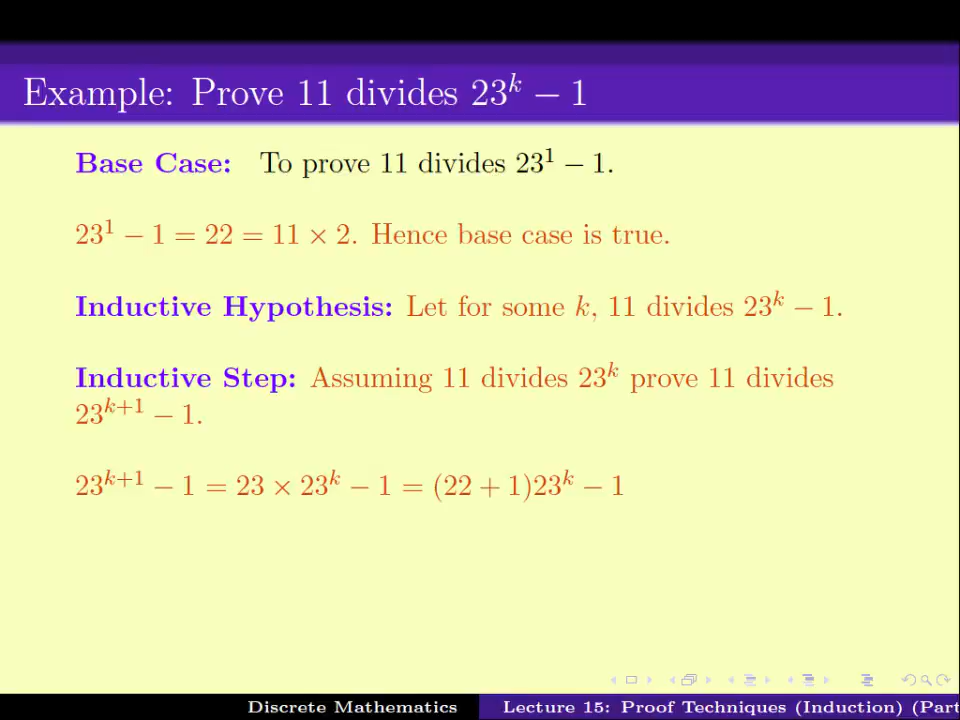 Example: Prove 11 divides 23^k − 1
Base Case: To prove 11 divides 23^1 − 1.
23^1 − 1 = 22 = 11 × 2. Hence base case is true.
Inductive Hypothesis: Let for some k, 11 divides 23^k − 1.
Inductive Step: Assuming 11 divides 23^k prove 11 divides
23^{k+1} − 1.
23^{k+1} − 1 = 23 × 23^k − 1 = (22 + 1)23^k − 1
Discrete Mathematics
Lecture 15: Proof Techniques (Induction) (Part